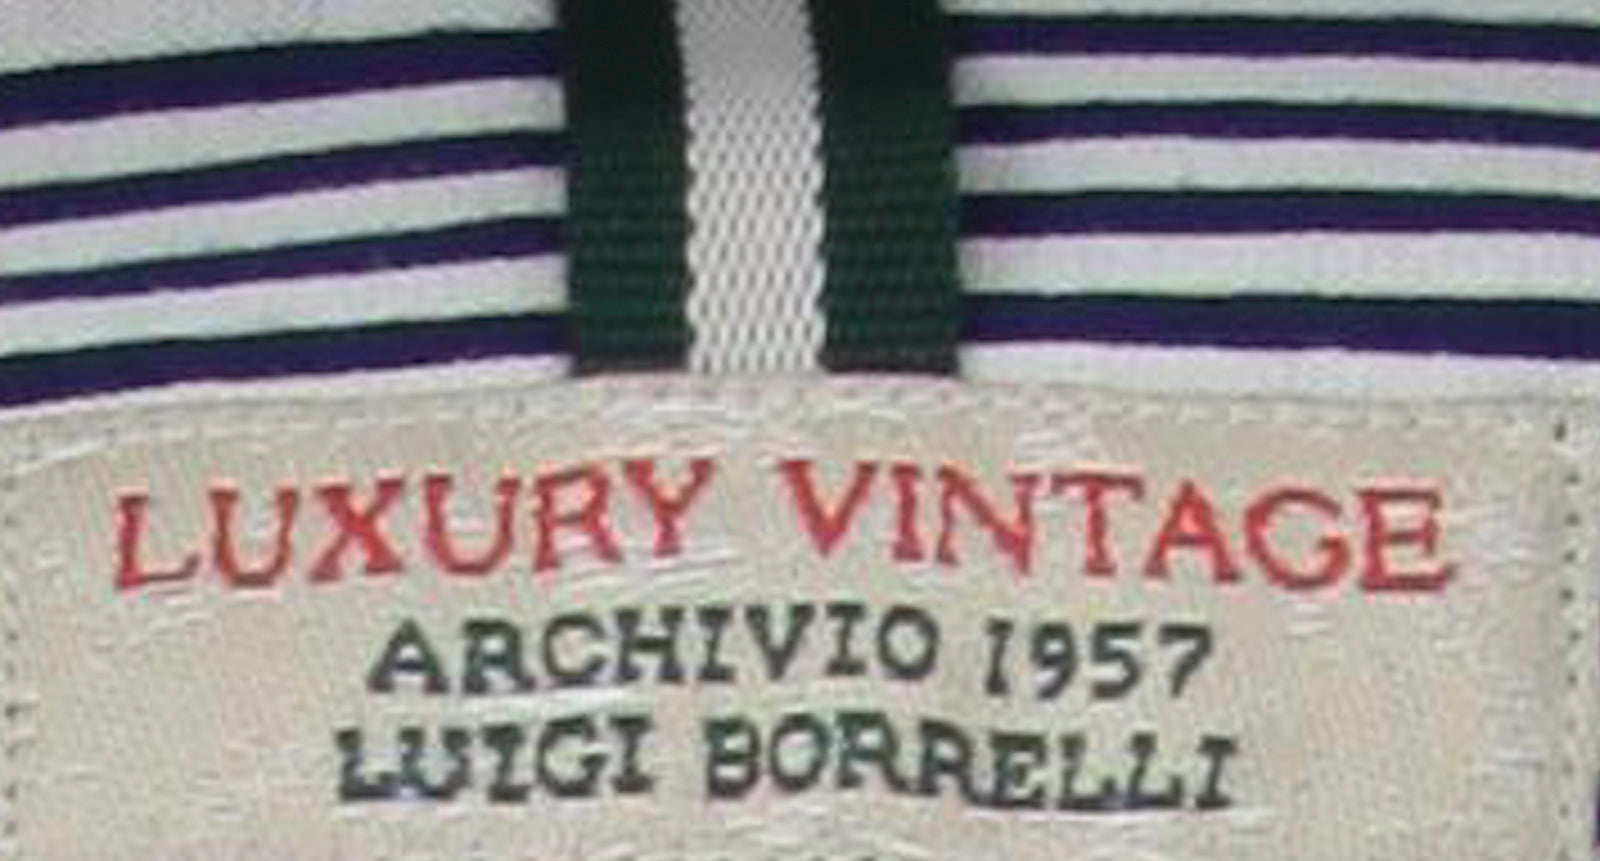 LUXURY VINTAGE
ARCHIVIO 1957
LUIGI BORRELLI